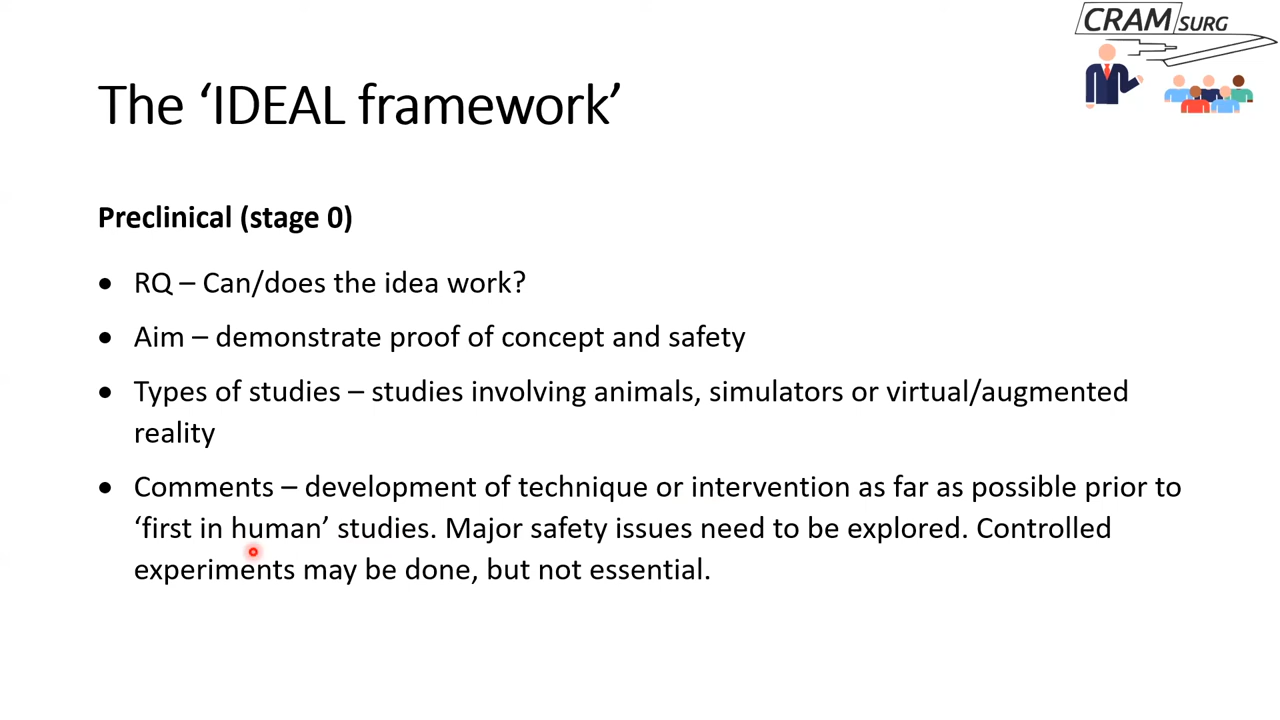 CRAM SURG
The ‘IDEAL framework’
Preclinical (stage 0)
• RQ – Can/does the idea work?
• Aim – demonstrate proof of concept and safety
• Types of studies – studies involving animals, simulators or virtual/augmented
reality
• Comments – development of technique or intervention as far as possible prior to
‘first in human’ studies. Major safety issues need to be explored. Controlled
experiments may be done, but not essential.